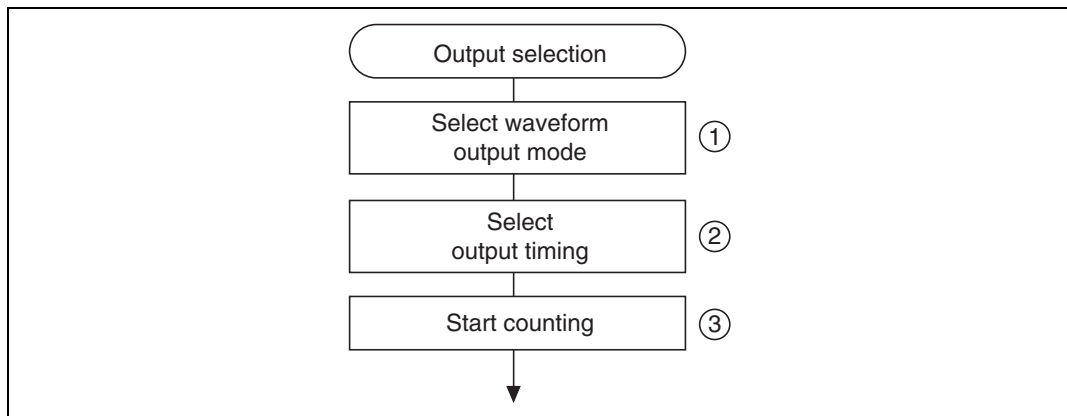 Output selection
Select waveform
output mode
①
Select
output timing
②
Start counting
③